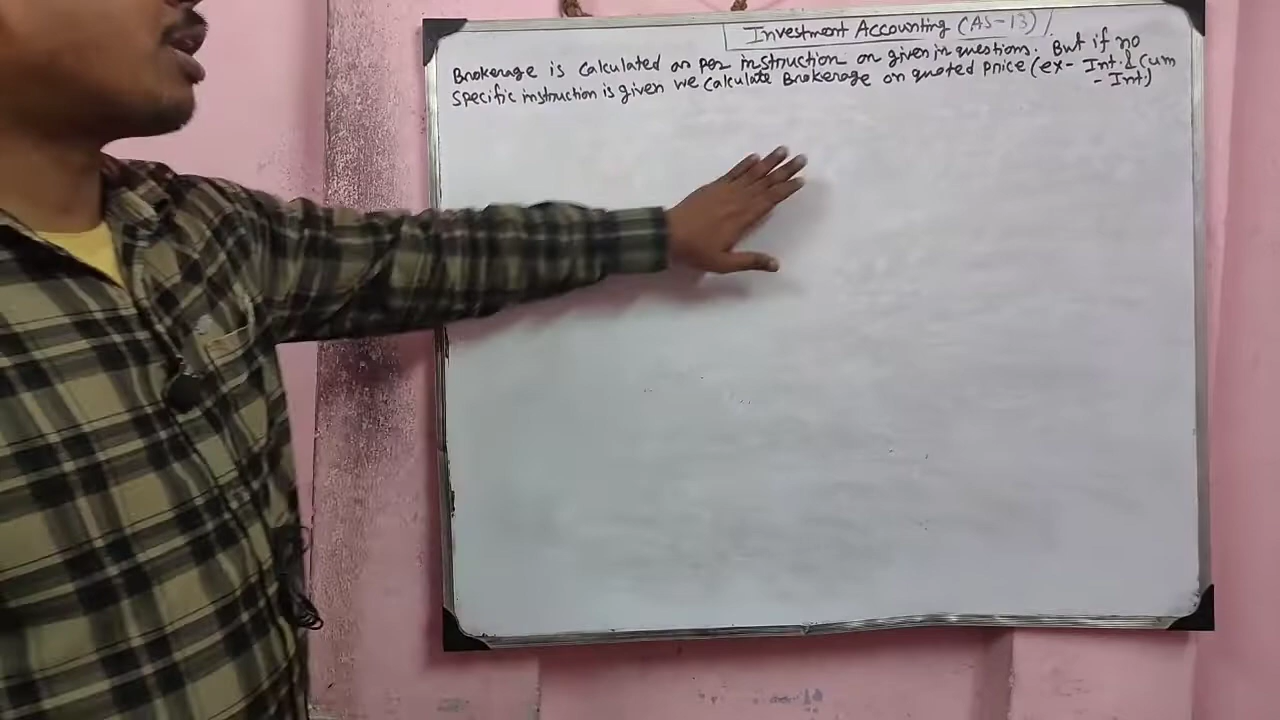 Investment Accounting (AS-13)
Brokerage is calculated as per instruction on given in questions. But if no
specific instruction is given we calculate Brokerage on quoted price (ex- Int. & Cum
- Int)